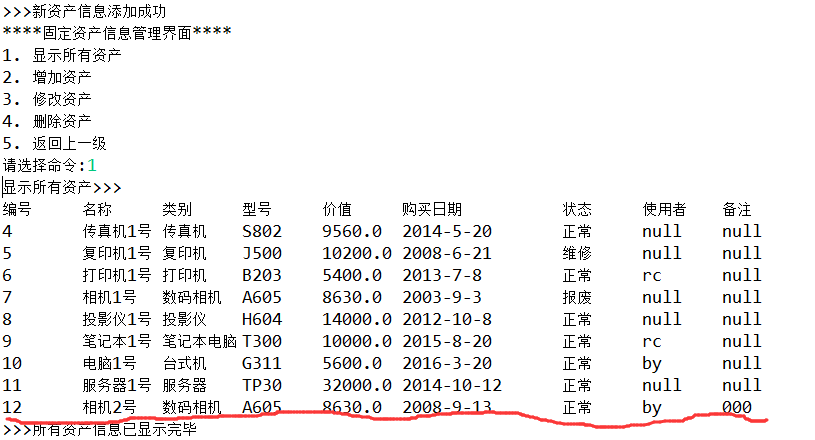 >>>新资产信息添加成功
****固定资产信息管理界面****
1. 显示所有资产
2. 增加资产
3. 修改资产
4. 删除资产
5. 返回上一级
请选择命令:1
显示所有资产>>>
编号 名称 类别 型号 价值 购买日期 状态 使用者 备注
4 传真机1号 传真机 S802 9560.0 2014-5-20 正常 null null
5 复印机1号 复印机 J500 10200.0 2008-6-21 维修 null null
6 打印机1号 打印机 B203 5400.0 2013-7-8 正常 rc null
7 相机1号 数码相机 A605 8630.0 2003-9-3 报废 null null
8 投影仪1号 投影仪 H604 14000.0 2012-10-8 正常 null null
9 笔记本1号 笔记本电脑 T300 10000.0 2015-8-20 正常 rc null
10 电脑1号 台式机 G311 5600.0 2016-3-20 正常 by null
11 服务器1号 服务器 TP30 32000.0 2014-10-12 正常 null null
12 相机2号 数码相机 A605 8630.0 2008-9-13 正常 by 000
>>>所有资产信息已显示完毕